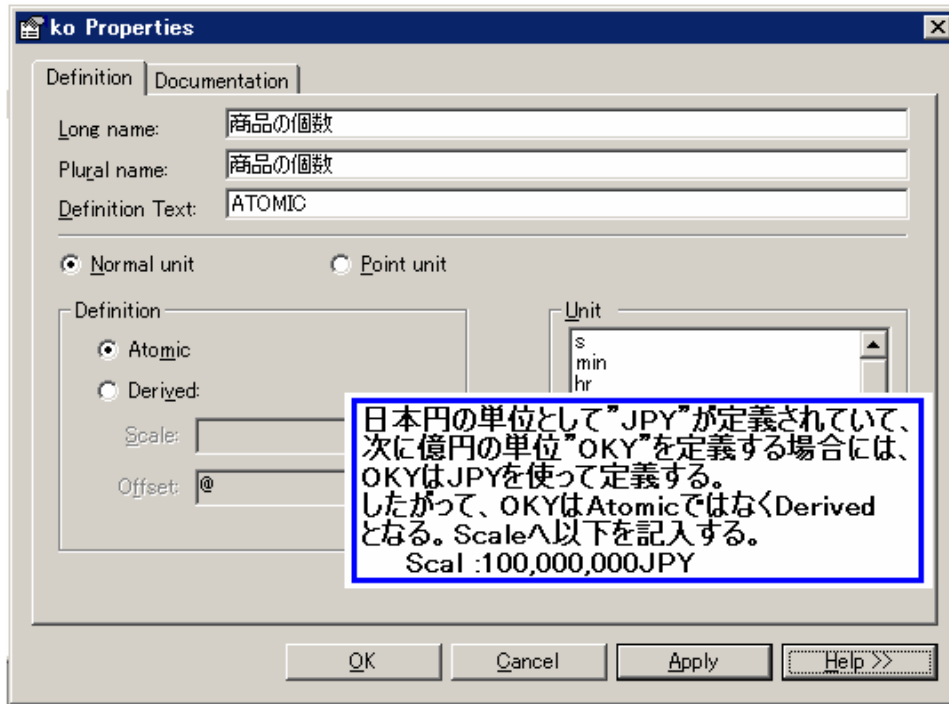 ko Properties
Definition
Documentation
Long name:
商品の個数
Plural name:
商品の個数
Definition Text:
ATOMIC
Normal unit
Point unit
Definition
Unit
Atomic
s
min
hr
Derived:
Scale:
Offset:
@
日本円の単位として”JPY”が定義されていて、
次に億円の単位”OKY”を定義する場合には、
OKYはJPYを使って定義する。
したがって、OKYはAtomicではなくDerived
となる。Scaleへ以下を記入する。
Scal :100,000,000JPY
OK
Cancel
Apply
Help >>